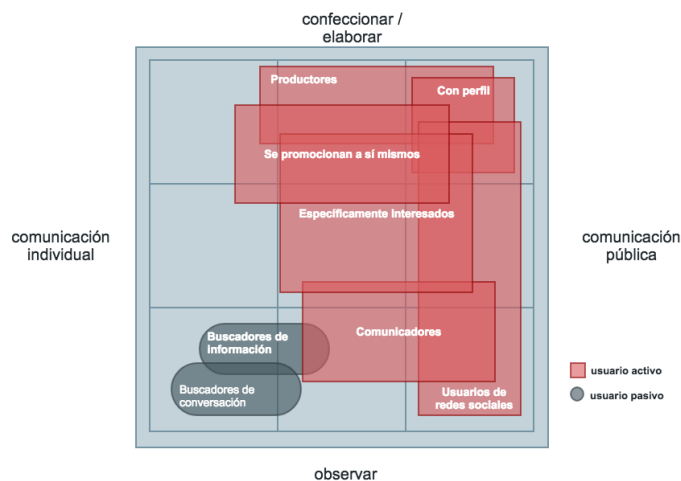 confeccionar /
elaborar
Productores
Con perfil
Se promocionan a sí mismos
Específicamente interesados
comunicación
individual
comunicación
pública
Buscadores de
Información
Comunicadores
Buscadores de
conversación
Usuarios de
redes sociales
usuario activo
usuario pasivo
observar